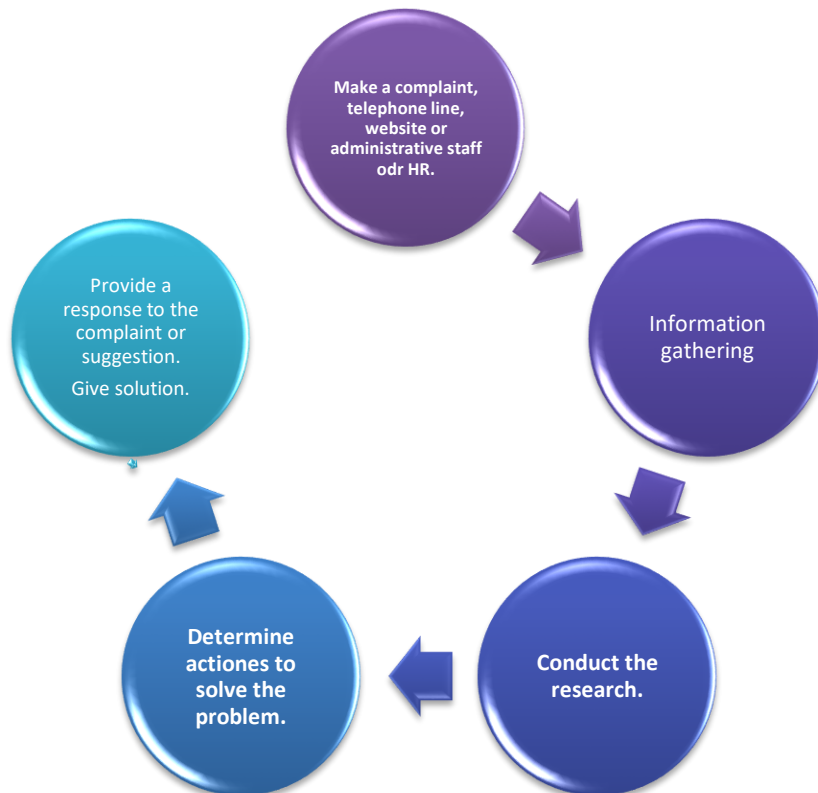 Make a complaint,
telephone line,
website or
administrative staff
odr HR.
Information
gathering
Conduct the
research.
Determine
actiones to
solve the
problem.
Provide a
response to the
complaint or
suggestion.
Give solution.